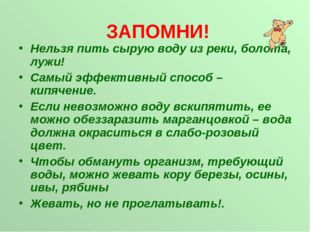 ЗАПОМНИ!
• Нельзя пить сырую воду из реки, болота,
лужи!
• Самый эффективный способ –
кипячение.
• Если невозможно воду вскипятить, ее
можно обеззаразить марганцовкой – вода
должна окраситься в слабо-розовый
цвет.
• Чтобы обмануть организм, требующий
воды, можно жевать кору березы, осины,
ивы, рябины
• Жевать, но не проглатывать!.